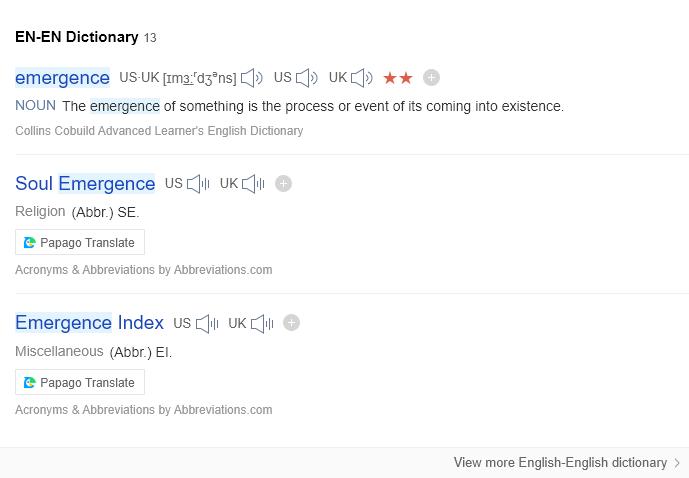 EN-EN Dictionary 13
emergence US·UK [ɪmɜːʳdʒᵊns] US UK ★★
NOUN The emergence of something is the process or event of its coming into existence.
Collins Cobuild Advanced Learner's English Dictionary
Soul Emergence US UK
Religion (Abbr.) SE.
Papago Translate
Acronyms & Abbreviations by Abbreviations.com
Emergence Index US UK
Miscellaneous (Abbr.) EI.
Papago Translate
Acronyms & Abbreviations by Abbreviations.com
View more English-English dictionary